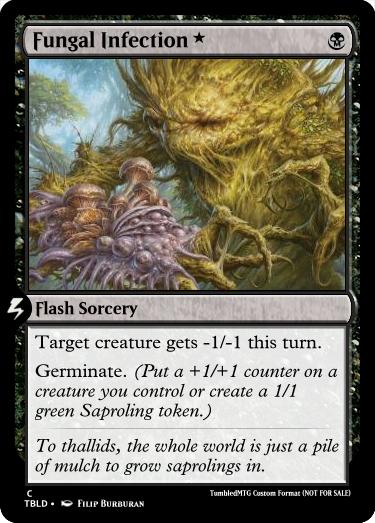 Fungal Infection ★
Flash Sorcery
Target creature gets -1/-1 this turn.
Germinate. (Put a +1/+1 counter on a
creature you control or create a 1/1
green Saproling token.)
To thallids, the whole world is just a pile
of mulch to grow saprolings in.
C
TBLD • Filip Burburan
TumbledMTG Custom Format (NOT FOR SALE)